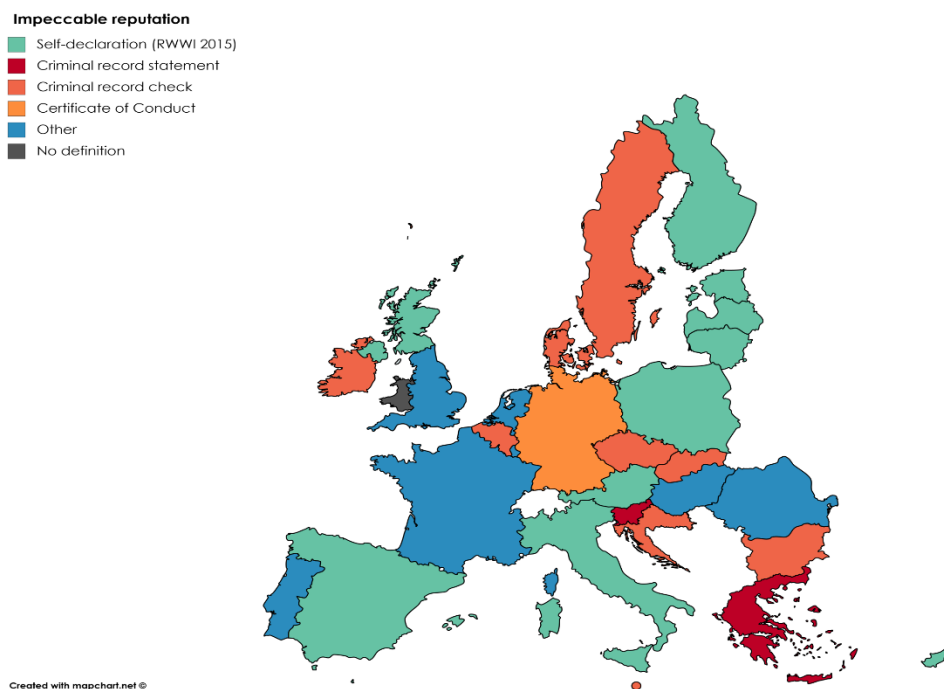 Impeccable reputation
Self-declaration (RWWI 2015)
Criminal record statement
Criminal record check
Certificate of Conduct
Other
No definition
Created with mapchart.net ©